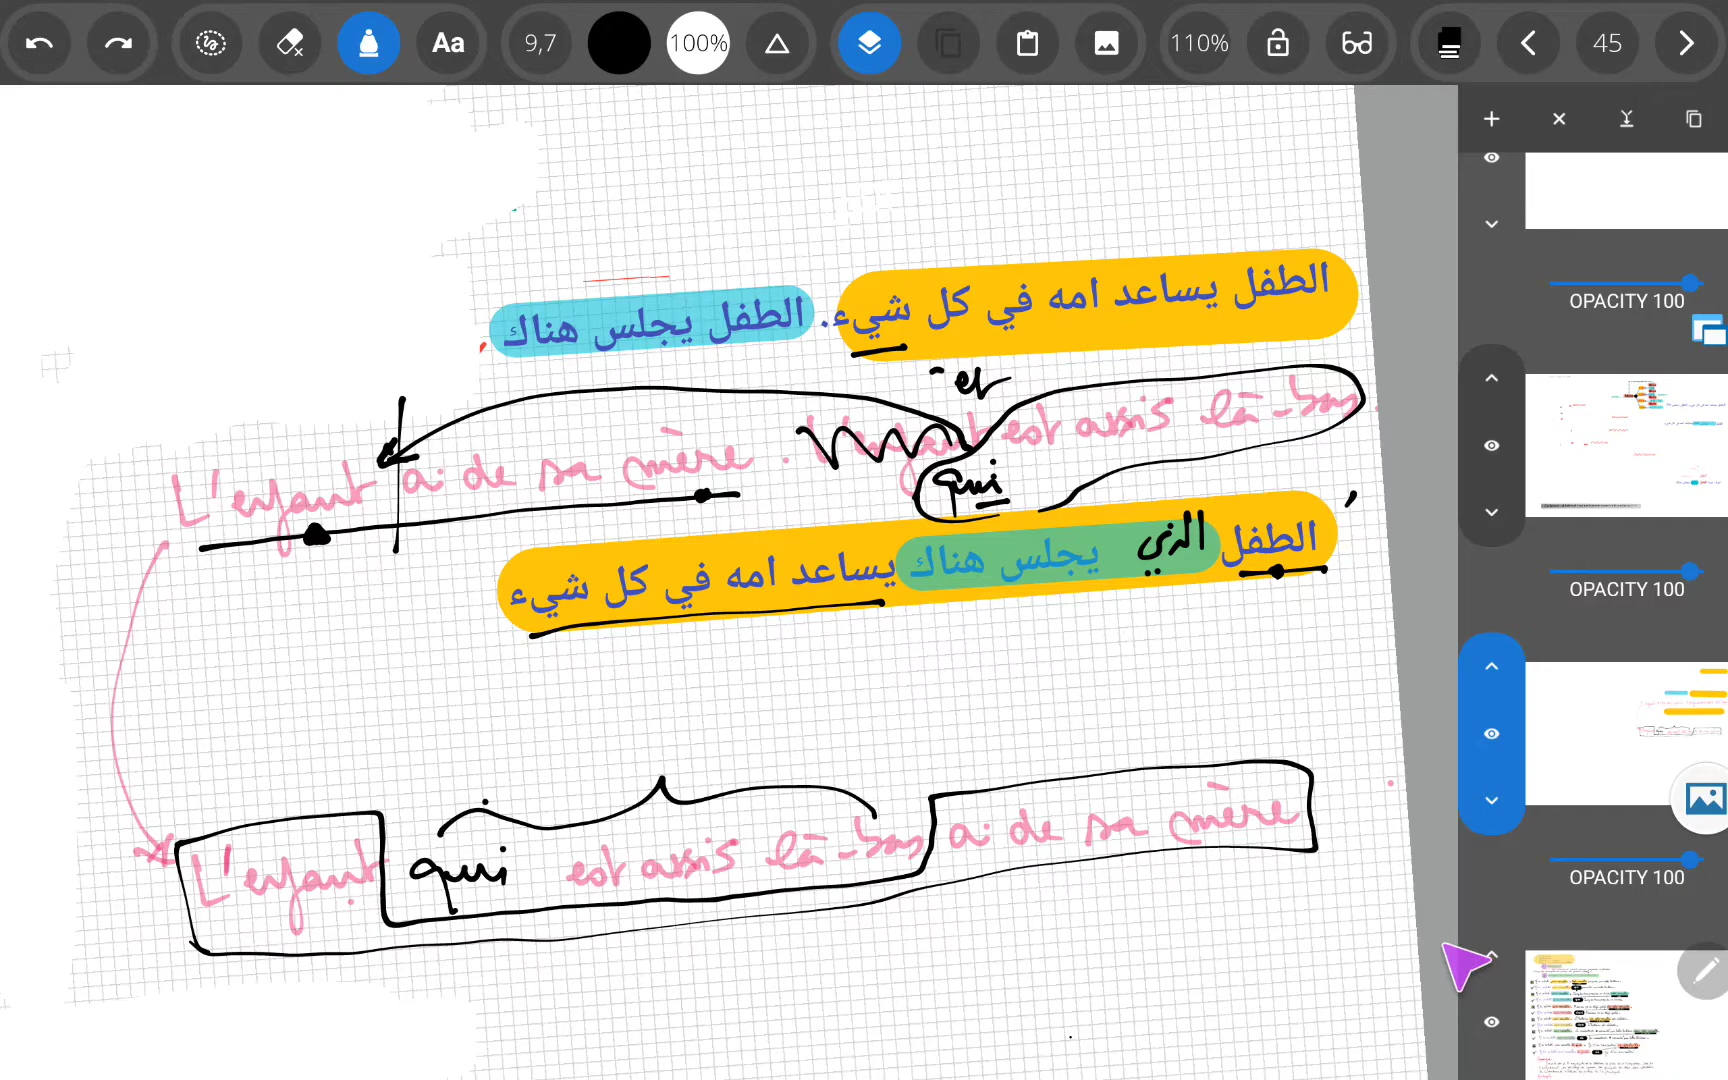 Aa 9,7 100% 110% 45
الطفل يساعد امه في كل شيء. الطفل يجلس هناك
et
L'enfant aide sa mère. L'enfant est assis là-bas.
qui
الطفل الذي يجلس هناك يساعد امه في كل شيء
L'enfant qui est assis là-bas aide sa mère
OPACITY 100
OPACITY 100
OPACITY 100